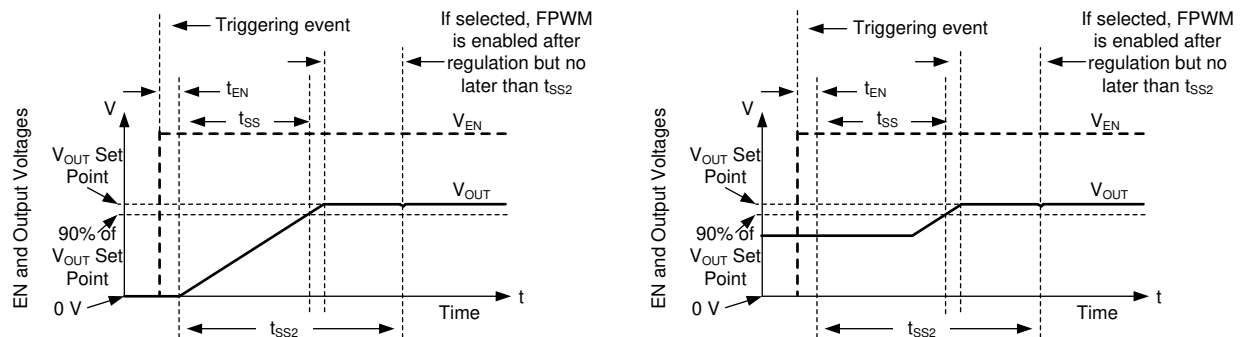 Triggering event
If selected, FPWM
is enabled after
regulation but no
later than tSS2
tEN
V
tSS
VEN
EN and Output Voltages
VOUT Set
Point
VOUT
90% of
VOUT Set
Point
0 V
t
Time
tSS2
Triggering event
If selected, FPWM
is enabled after
regulation but no
later than tSS2
tEN
V
tSS
VEN
EN and Output Voltages
VOUT Set
Point
VOUT
90% of
VOUT Set
Point
0 V
t
Time
tSS2